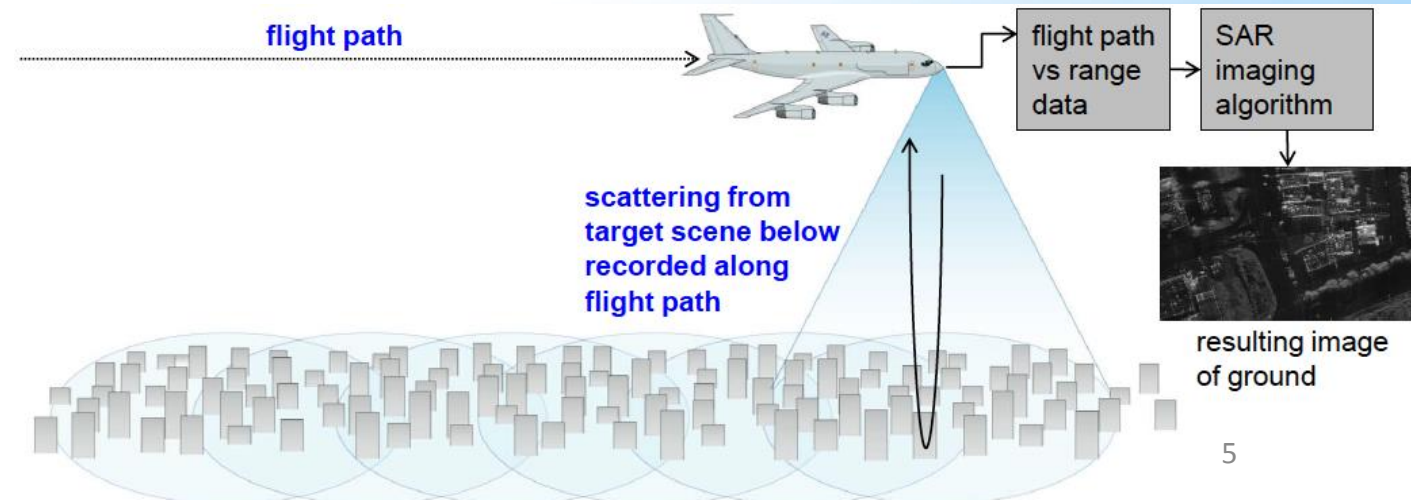 flight path
flight path
vs range
data
SAR
imaging
algorithm
scattering from
target scene below
recorded along
flight path
resulting image
of ground
5